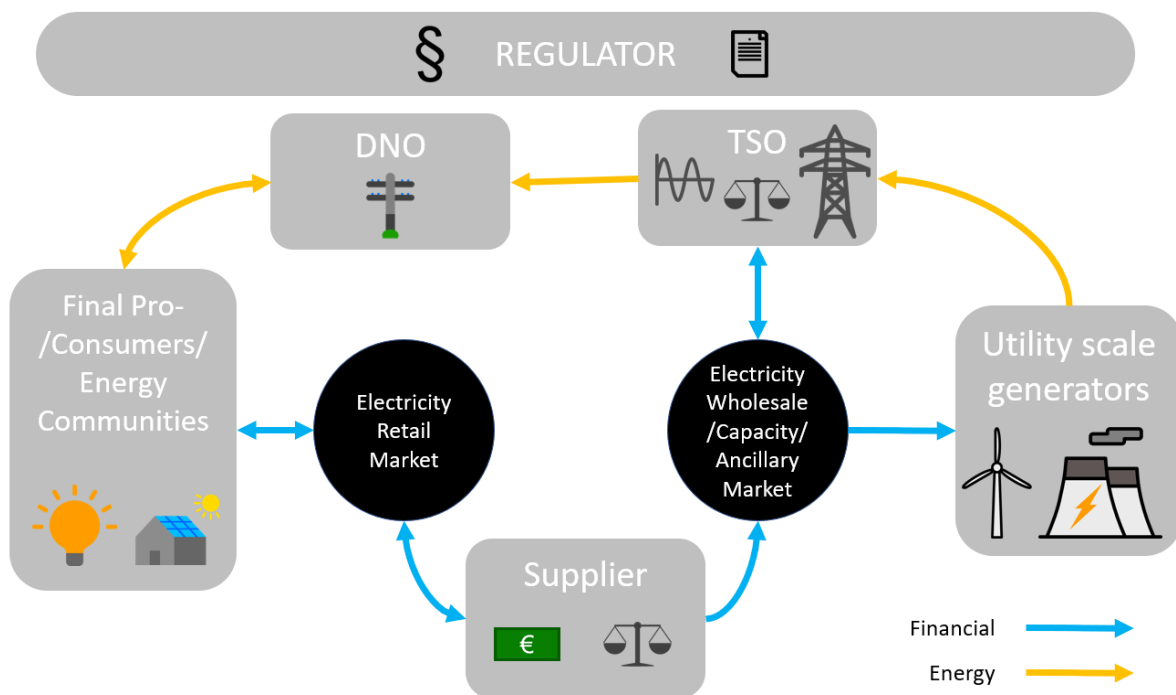 § REGULATOR
DNO
TSO
Final Pro-
/Consumers/
Energy
Communities
Electricity
Retail
Market
Electricity
Wholesale
/Capacity/
Ancillary
Market
Utility scale
generators
Supplier
€
Financial
Energy